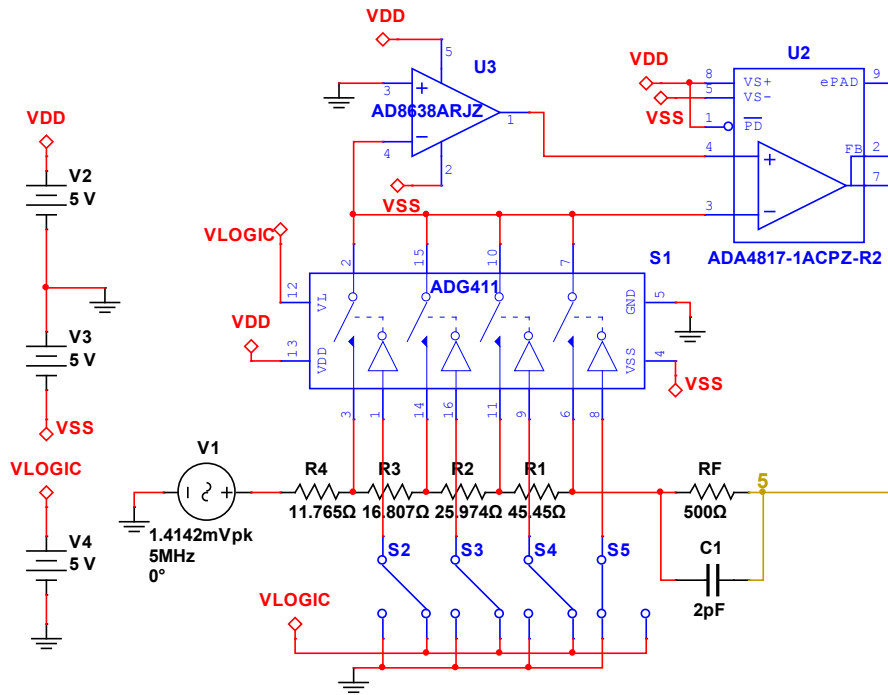 VDD
5
U3
3
AD8638ARJZ
1
4
2
VSS
U2
VDD
8
VS+
ePAD
9
5
VS-
VSS
1
PD
4
FB
2
7
3
ADA4817-1ACPZ-R2
VDD
V2
5 V
V3
5 V
VSS
VLOGIC
V4
5 V
VLOGIC
2
15
10
7
S1
ADG411
12
VL
GND
5
VDD
13
VDD
VSS
4
VSS
3
1
14
16
11
9
6
8
V1
1.4142mVpk
5MHz
0°
R4
11.765Ω
R3
16.807Ω
R2
25.974Ω
R1
45.45Ω
RF
500Ω
5
C1
2pF
S2
S3
S4
S5
VLOGIC